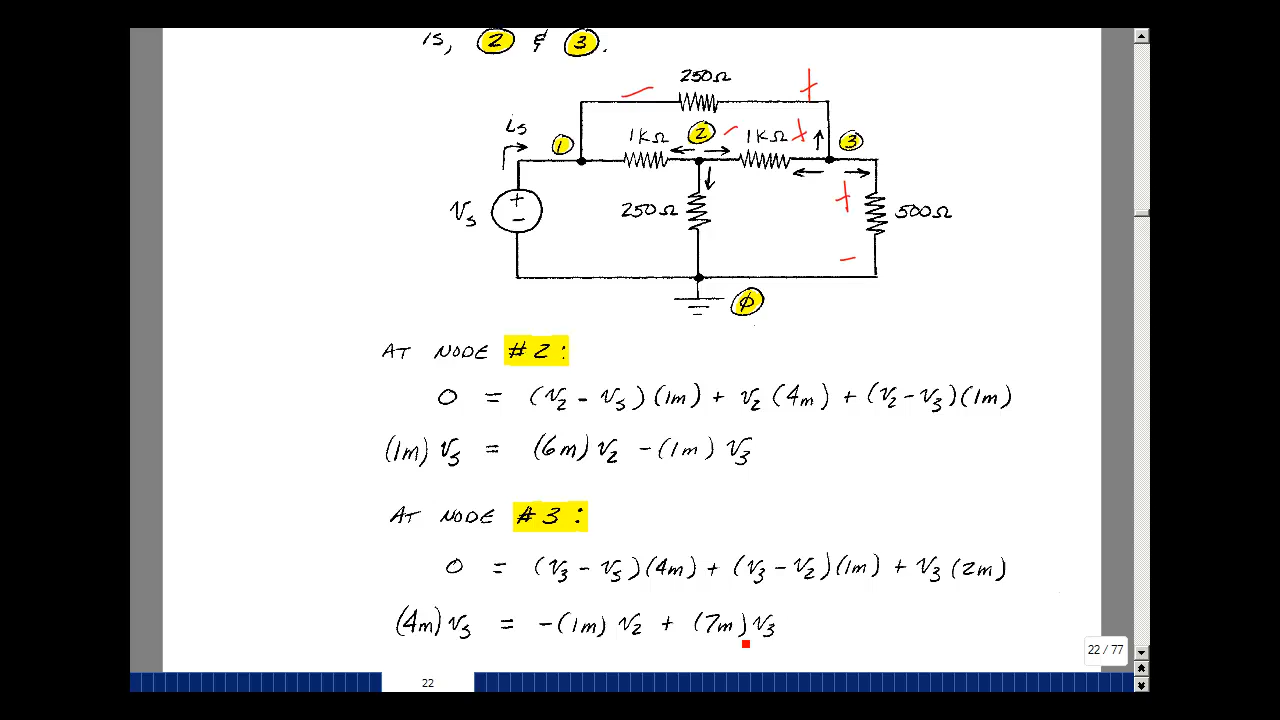 is, 2 & 3.
250Ω
is
1
1KΩ
2
1KΩ
3
Vs
250Ω
500Ω
φ
AT NODE #2:
0 = (V2 - Vs)(1m) + V2(4m) + (V2 - V3)(1m)
(1m) Vs = (6m) V2 - (1m) V3
AT NODE #3:
0 = (V3 - Vs)(4m) + (V3 - V2)(1m) + V3(2m)
(4m) Vs = -(1m) V2 + (7m) V3
22 / 77
22